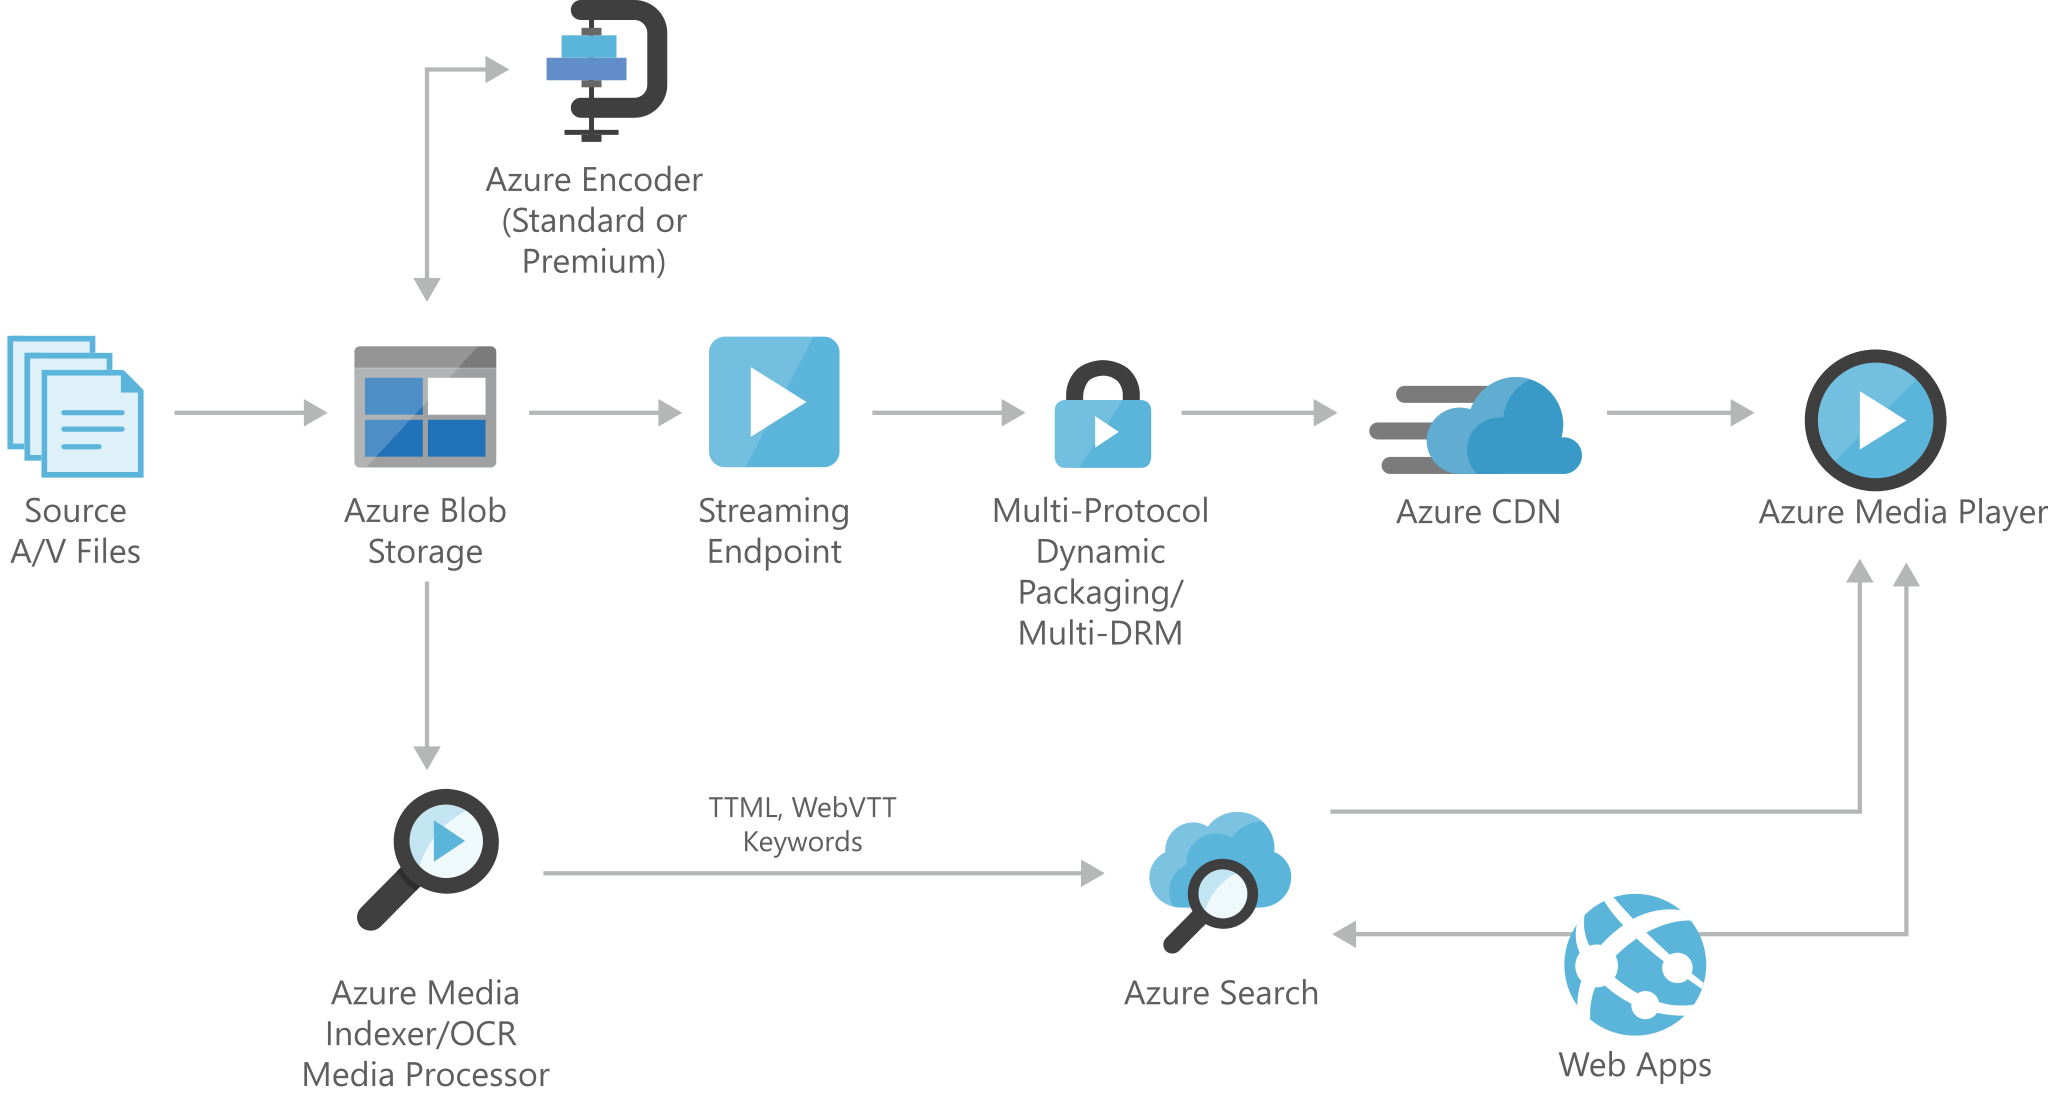 Azure Encoder
(Standard or
Premium)
Source
A/V Files
Azure Blob
Storage
Streaming
Endpoint
Multi-Protocol
Dynamic
Packaging/
Multi-DRM
Azure CDN
Azure Media Player
TTML, WebVTT
Keywords
Azure Media
Indexer/OCR
Media Processor
Azure Search
Web Apps